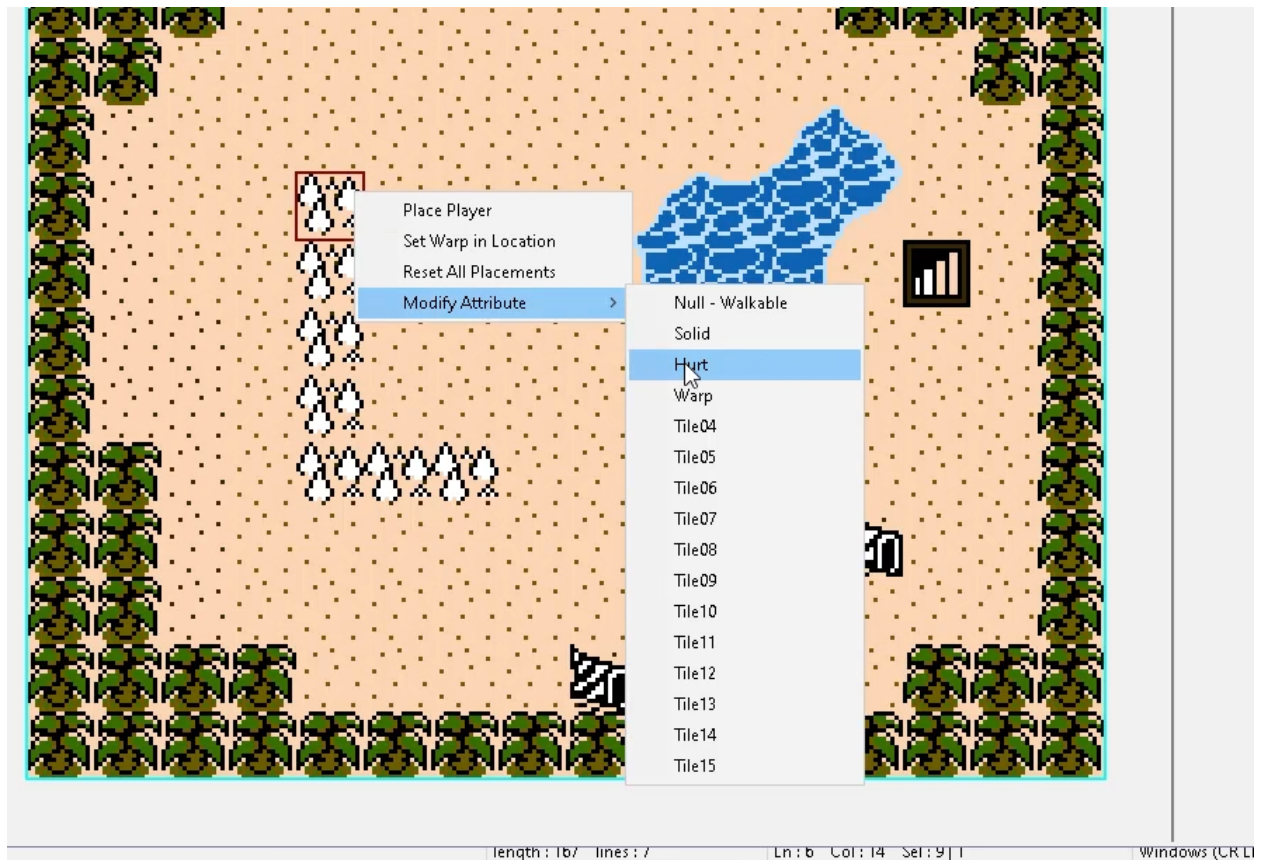 Place Player
Set Warp in Location
Reset All Placements
Modify Attribute >
Null - Walkable
Solid
Hurt
Warp
Tile04
Tile05
Tile06
Tile07
Tile08
Tile09
Tile10
Tile11
Tile12
Tile13
Tile14
Tile15
length : 167 lines : 7 Ln : 6 Col : 14 Sel : 9 | 1 Windows (CR L